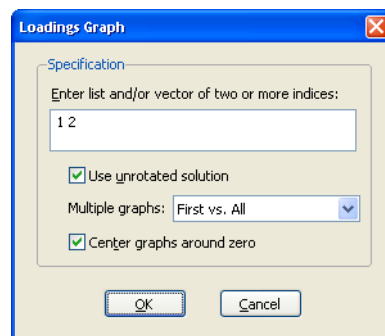 Loadings Graph
Specification
Enter list and/or vector of two or more indices:
1 2
Use unrotated solution
Multiple graphs: First vs. All
Center graphs around zero
OK Cancel